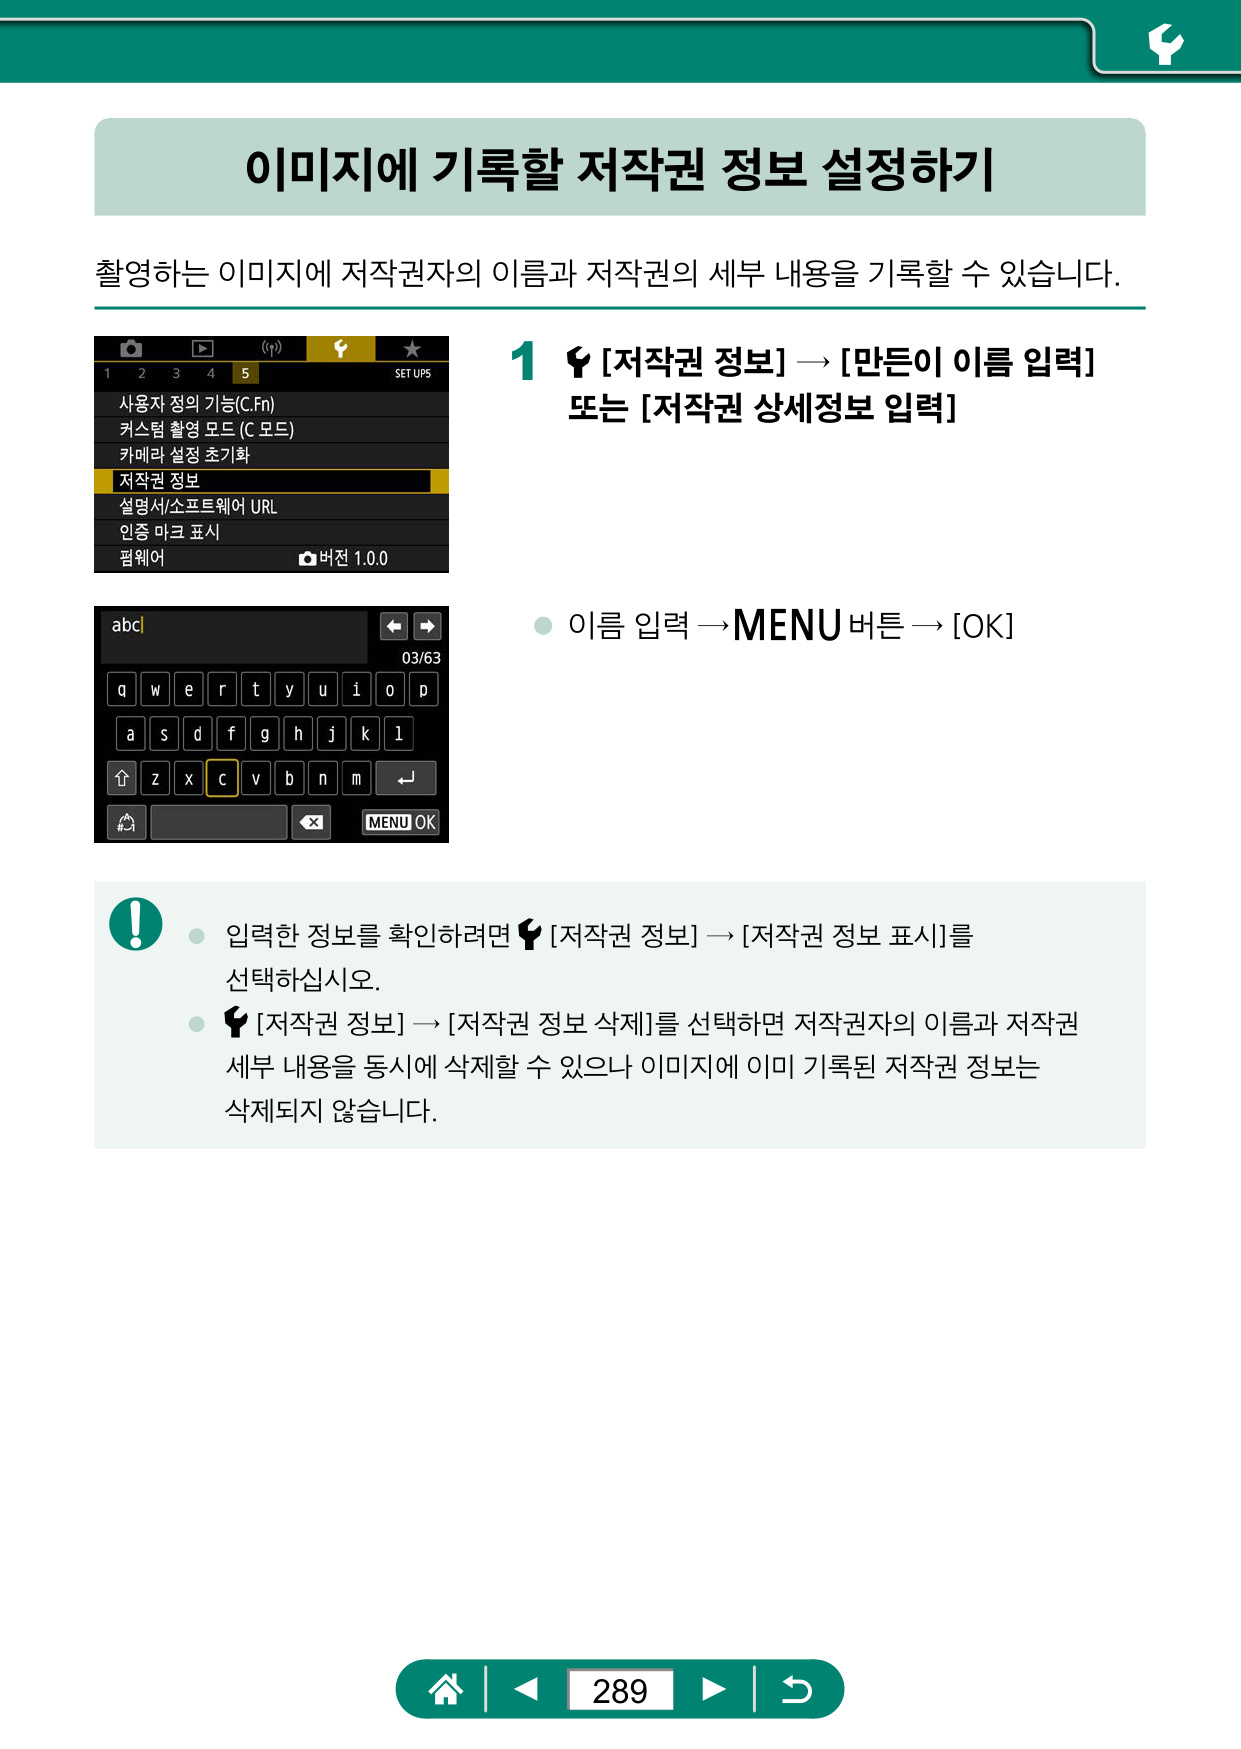 이미지에 기록할 저작권 정보 설정하기
촬영하는 이미지에 저작권자의 이름과 저작권의 세부 내용을 기록할 수 있습니다.
1 2 3 4 5 SET UP5
사용자 정의 기능(C.Fn)
커스텀 촬영 모드 (C 모드)
카메라 설정 초기화
저작권 정보
설명서/소프트웨어 URL
인증 마크 표시
펌웨어 버전 1.0.0
1 [저작권 정보] → [만든이 이름 입력]
또는 [저작권 상세정보 입력]
abc
03/63
q w e r t y u i o p
a s d f g h j k l
z x c v b n m
MENU OK
● 이름 입력 → MENU 버튼 → [OK]
● 입력한 정보를 확인하려면 [저작권 정보] → [저작권 정보 표시]를
선택하십시오.
● [저작권 정보] → [저작권 정보 삭제]를 선택하면 저작권자의 이름과 저작권
세부 내용을 동시에 삭제할 수 있으나 이미지에 이미 기록된 저작권 정보는
삭제되지 않습니다.
289